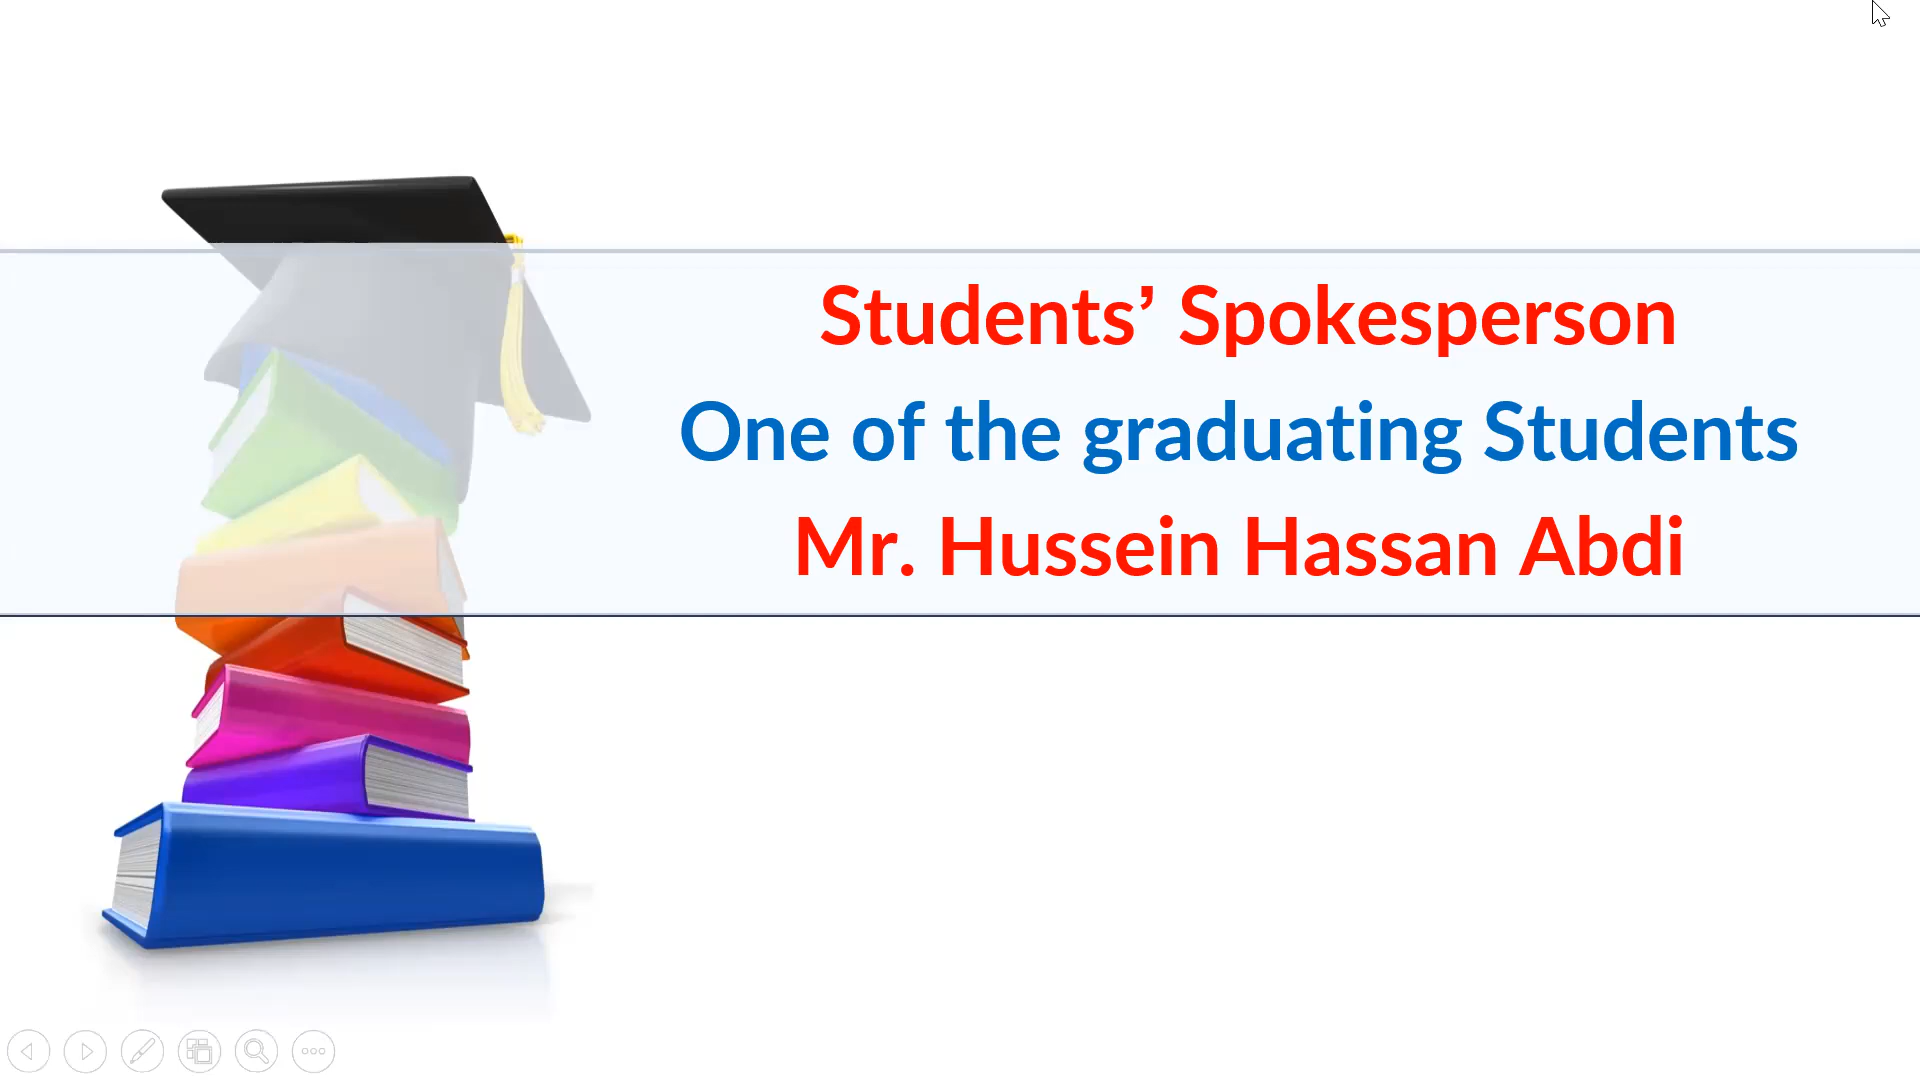 Students’ Spokesperson
One of the graduating Students
Mr. Hussein Hassan Abdi